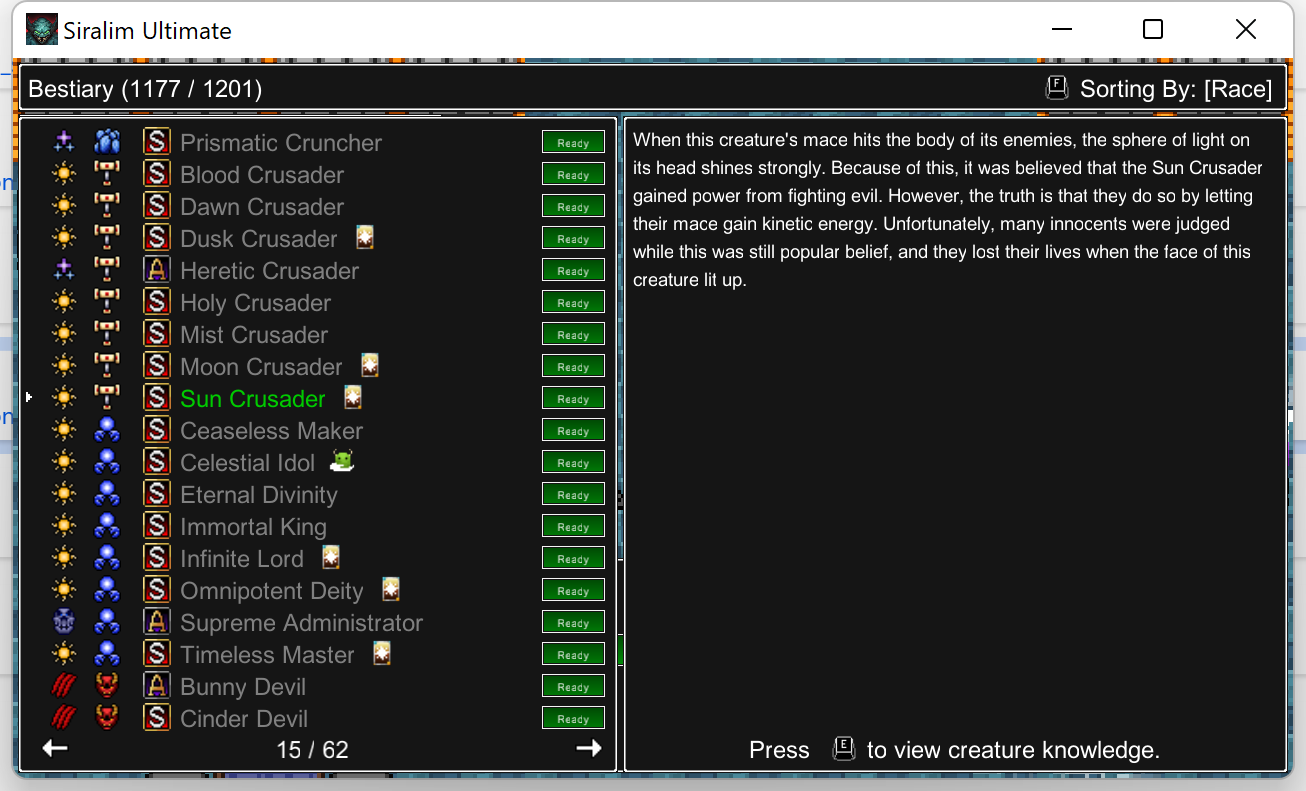 Siralim Ultimate
Bestiary (1177 / 1201)
F Sorting By: [Race]
S Prismatic Cruncher Ready
S Blood Crusader Ready
S Dawn Crusader Ready
S Dusk Crusader Ready
A Heretic Crusader Ready
S Holy Crusader Ready
S Mist Crusader Ready
S Moon Crusader Ready
S Sun Crusader Ready
S Ceaseless Maker Ready
S Celestial Idol Ready
S Eternal Divinity Ready
S Immortal King Ready
S Infinite Lord Ready
S Omnipotent Deity Ready
A Supreme Administrator Ready
S Timeless Master Ready
A Bunny Devil Ready
S Cinder Devil Ready
15 / 62
When this creature's mace hits the body of its enemies, the sphere of light on
its head shines strongly. Because of this, it was believed that the Sun Crusader
gained power from fighting evil. However, the truth is that they do so by letting
their mace gain kinetic energy. Unfortunately, many innocents were judged
while this was still popular belief, and they lost their lives when the face of this
creature lit up.
Press E to view creature knowledge.